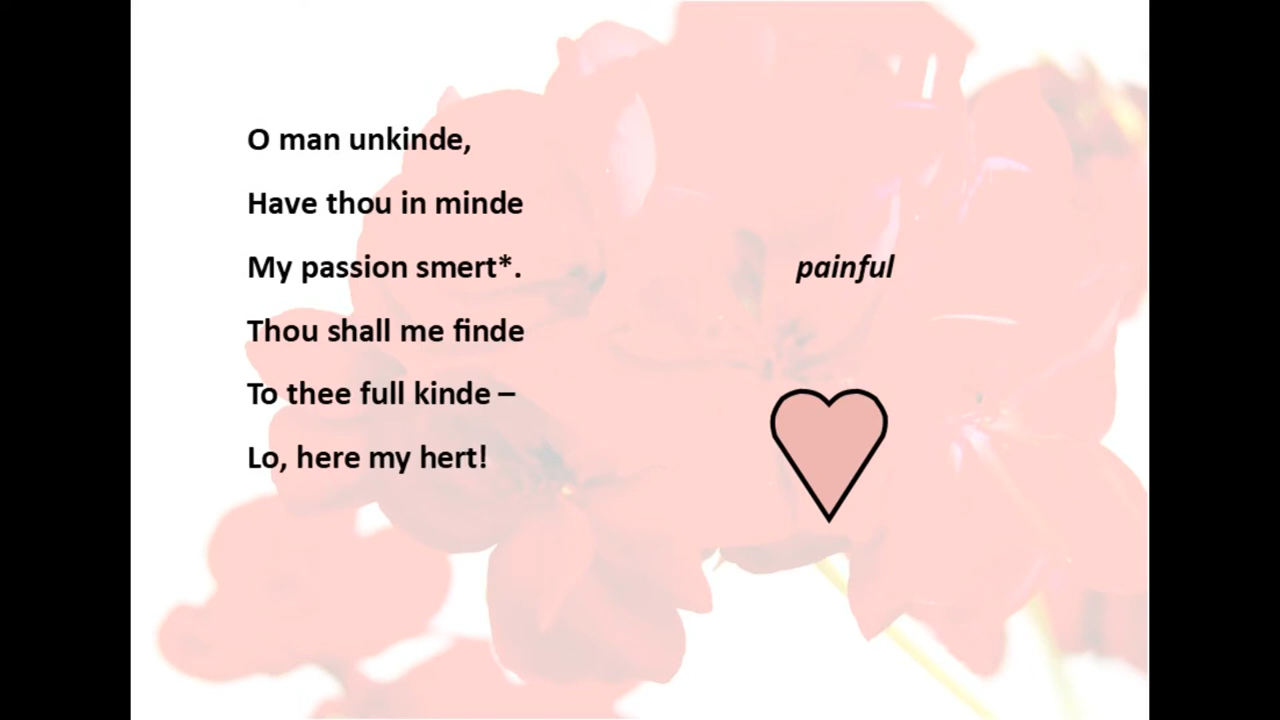 O man unkinde,
Have thou in minde
My passion smert*. painful
Thou shall me finde
To thee full kinde –
Lo, here my hert!